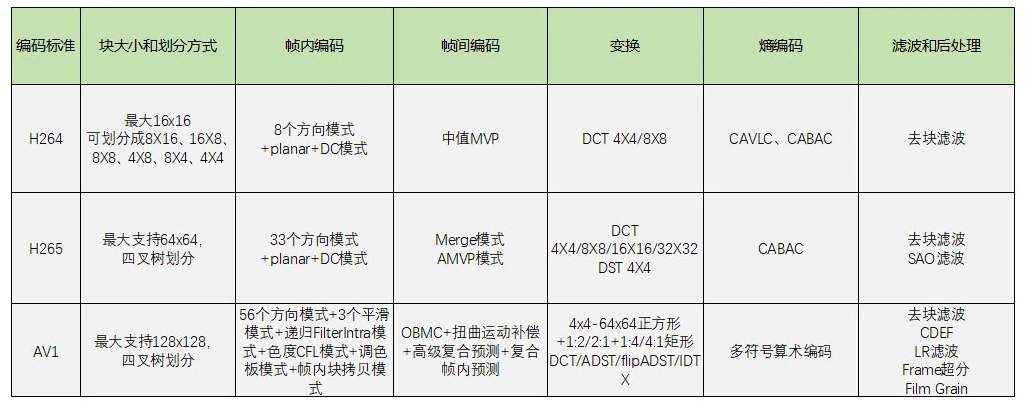 编码标准
块大小和划分方式
帧内编码
帧间编码
变换
熵编码
滤波和后处理
H264
最大16x16
可划分成8X16、16X8、
8X8、4X8、8X4、4X4
8个方向模式
+planar+DC模式
中值MVP
DCT 4X4/8X8
CAVLC、CABAC
去块滤波
H265
最大支持64x64,
四叉树划分
33个方向模式
+planar+DC模式
Merge模式
AMVP模式
DCT
4X4/8X8/16X16/32X32
DST 4X4
CABAC
去块滤波
SAO滤波
AV1
最大支持128x128,
四叉树划分
56个方向模式+3个平滑
模式+递归FilterIntra模
式+色度CFL模式+调色
板模式+帧内块拷贝模
式
OBMC+扭曲运动补偿
+高级复合预测+复合
帧内预测
4x4-64x64正方形
+1:2/2:1+1:4/4:1矩形
DCT/ADST/flipADST/IDT
X
多符号算术编码
去块滤波
CDEF
LR滤波
Frame超分
Film Grain